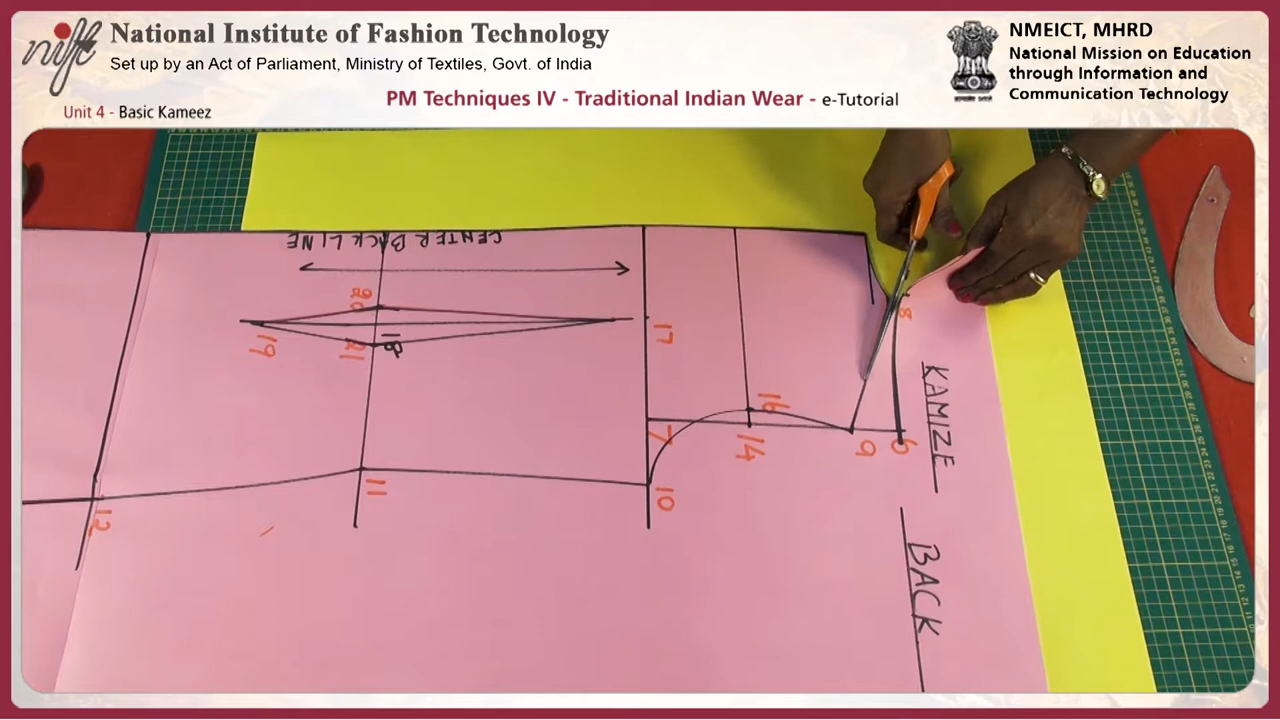 nift
National Institute of Fashion Technology
Set up by an Act of Parliament, Ministry of Textiles, Govt. of India
PM Techniques IV - Traditional Indian Wear - e-Tutorial
Unit 4 - Basic Kameez
NMEICT, MHRD
National Mission on Education
through Information and
Communication Technology
CENTER BACK LINE
20
18
21
19
17
8
16
14
7
9
6
10
11
12
KAMIZE
BACK